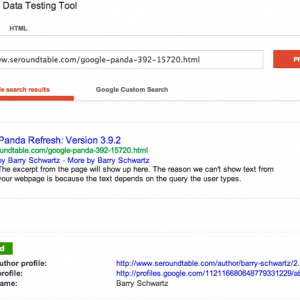 Data Testing Tool
HTML
w.seroundtable.com/google-panda-392-15720.html
PR
le search results
Google Custom Search
Panda Refresh: Version 3.9.2
oundtable.com/google-panda-392-15720.html
by Barry Schwartz - More by Barry Schwartz
The excerpt from the page will show up here. The reason we can't show text from
your webpage is because the text depends on the query the user types.
d
uthor profile:
http://www.seroundtable.com/author/barry-schwartz/2.
rofile:
http://profiles.google.com/112116680648779331229/ab
name:
Barry Schwartz